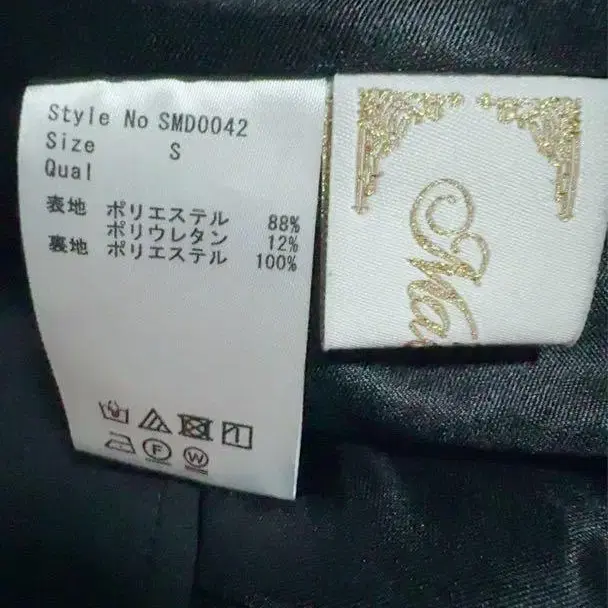 Style No SMD0042
Size S
Qual
表地 ポリエステル 88%
ポリウレタン 12%
裏地 ポリエステル 100%
F W